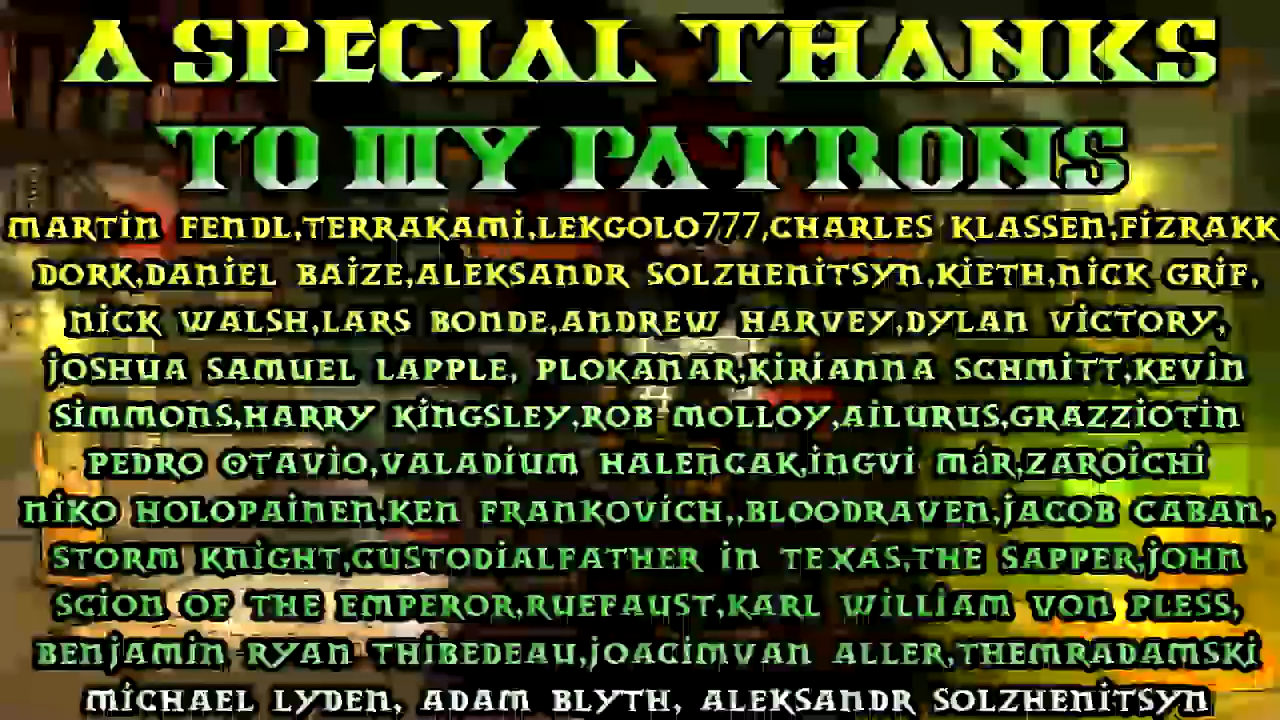 A SPECIAL THANKS
TO MY PATRONS
MARTIN FENDL,TERRAKAMI,LEKGOLO777,CHARLES KLASSEN,FIZRAKK
DORK,DANIEL BAIZE,ALEKSANDR SOLZHENITSYN,KIETH,NICK GRIF,
NICK WALSH,LARS BONDE,ANDREW HARVEY,DYLAN VICTORY,
JOSHUA SAMUEL LAPPLE, PLOKANAR,KIRIANNA SCHMITT,KEVIN
SIMMONS,HARRY KINGSLEY,ROB MOLLOY,AILURUS,GRAZZIOTIN
PEDRO OTAVIO,VALADIUM HALENCAK,INGVI MÁR,ZAROICHI
NIKO HOLOPAINEN,KEN FRANKOVICH,,BLOODRAVEN,JACOB CABAN,
STORM KNIGHT,CUSTODIALFATHER IN TEXAS,THE SAPPER,JOHN
SCION OF THE EMPEROR,RUEFAUST,KARL WILLIAM VON PLESS,
BENJAMIN RYAN THIBEDEAU,JOACIMVAN ALLER,THEMRADAMSKI
MICHAEL LYDEN, ADAM BLYTH, ALEKSANDR SOLZHENITSYN